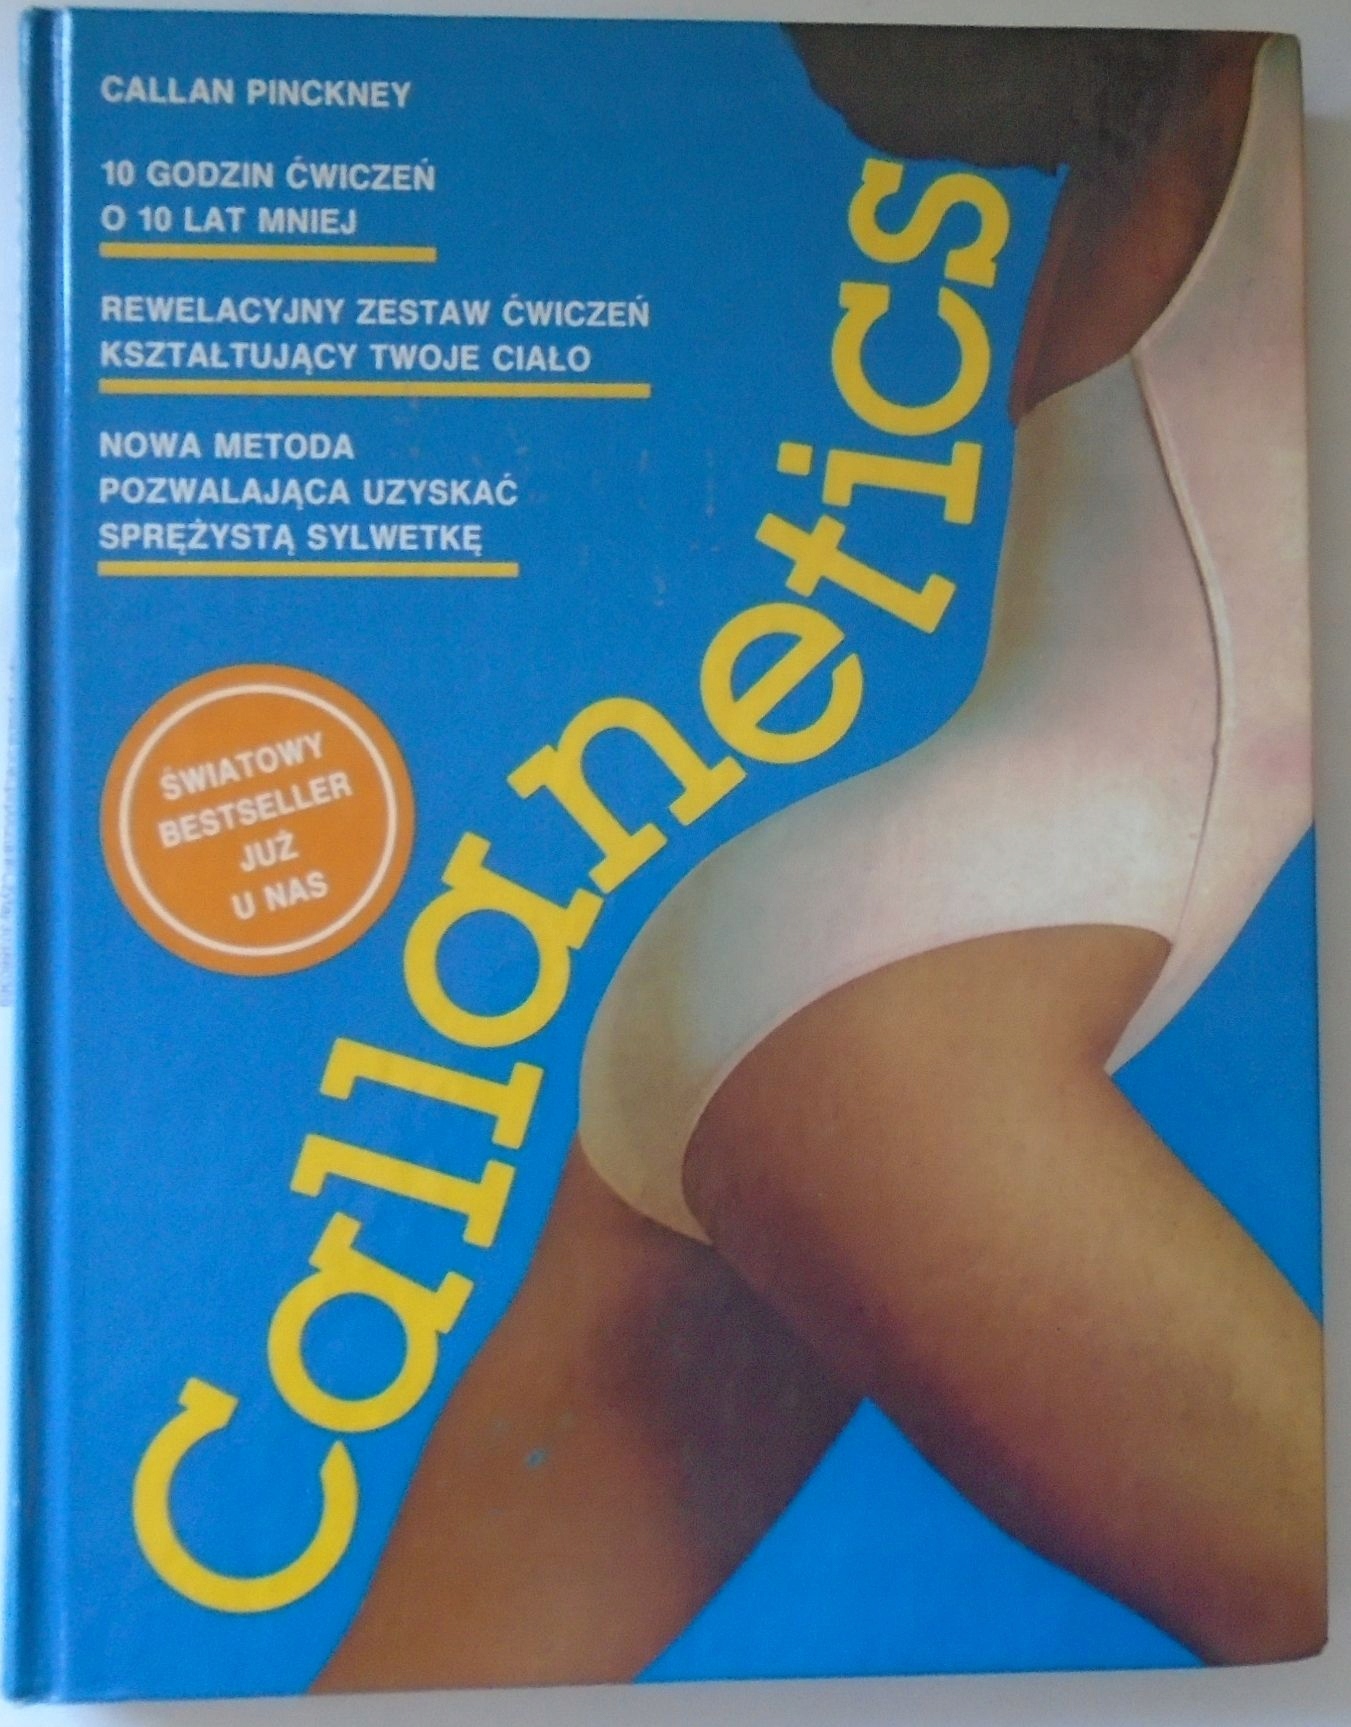 CALLAN PINCKNEY
10 GODZIN ĆWICZEŃ
O 10 LAT MNIEJ
REWELACYJNY ZESTAW ĆWICZEŃ
KSZTAŁTUJĄCY TWOJE CIAŁO
NOWA METODA
POZWALAJĄCA UZYSKAĆ
SPRĘŻYSTĄ SYLWETKĘ
ŚWIATOWY
BESTSELLER
JUŻ
U NAS
Callanetics